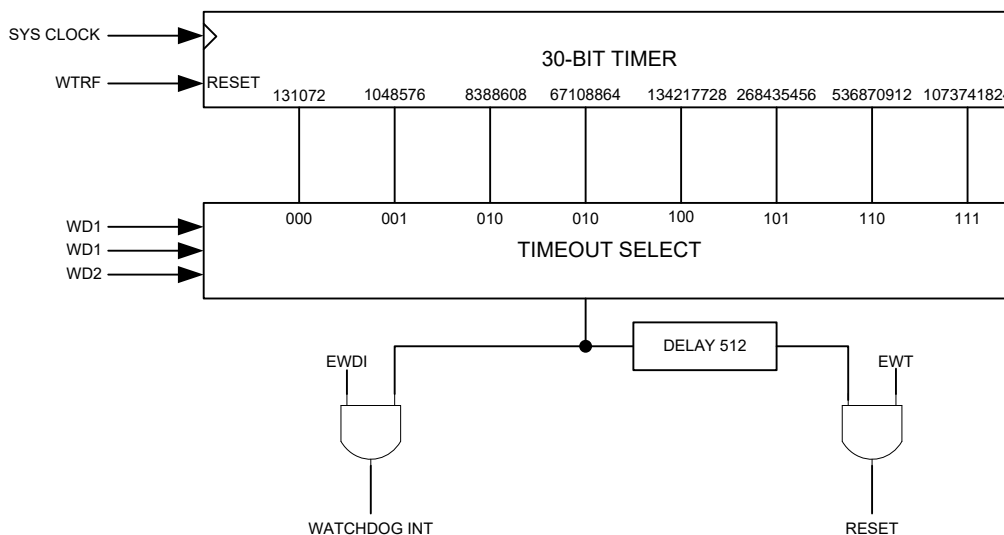 SYS CLOCK
30-BIT TIMER
WTRF
RESET
131072 1048576 8388608 67108864 134217728 268435456 536870912 1073741824
000 001 010 010 100 101 110 111
WD1
TIMEOUT SELECT
WD1
WD2
DELAY 512
EWDI
EWT
WATCHDOG INT
RESET